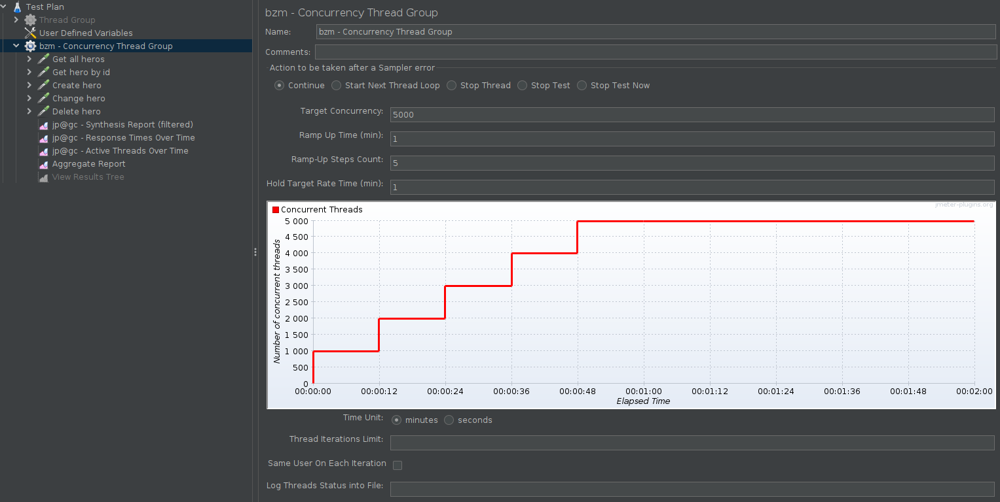 Test Plan
Thread Group
User Defined Variables
bzm - Concurrency Thread Group
Get all heros
Get hero by id
Create hero
Change hero
Delete hero
jp@gc - Synthesis Report (filtered)
jp@gc - Response Times Over Time
jp@gc - Active Threads Over Time
Aggregate Report
View Results Tree
bzm - Concurrency Thread Group
Name: bzm - Concurrency Thread Group
Comments:
Action to be taken after a Sampler error
Continue Start Next Thread Loop Stop Thread Stop Test Stop Test Now
Target Concurrency: 5000
Ramp Up Time (min): 1
Ramp-Up Steps Count: 5
Hold Target Rate Time (min): 1
Concurrent Threads
jmeter-plugins.org
Number of concurrent threads
5 000
4 500
4 000
3 500
3 000
2 500
2 000
1 500
1 000
500
0
00:00:00 00:00:12 00:00:24 00:00:36 00:00:48 00:01:00 00:01:12 00:01:24 00:01:36 00:01:48 00:02:00
Elapsed Time
Time Unit: minutes seconds
Thread Iterations Limit:
Same User On Each Iteration
Log Threads Status into File: